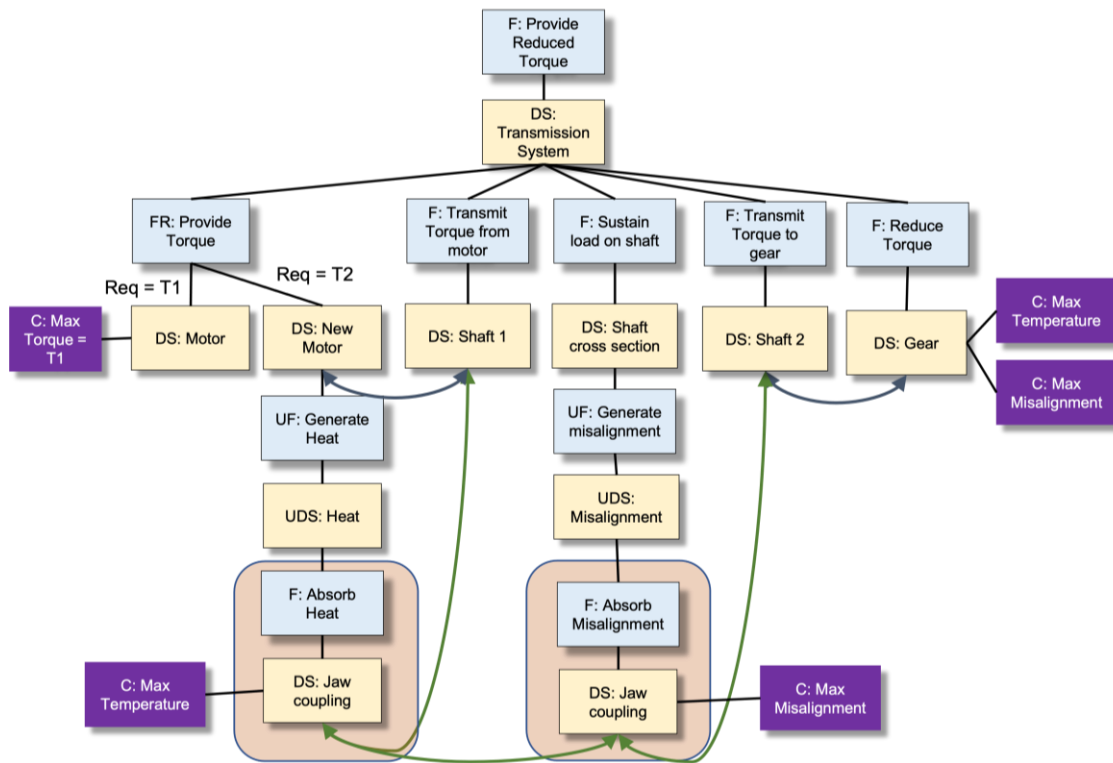 F: Provide
Reduced
Torque
DS:
Transmission
System
FR: Provide
Torque
F: Transmit
Torque from
motor
F: Sustain
load on shaft
F: Transmit
Torque to
gear
F: Reduce
Torque
Req = T1
Req = T2
C: Max
Torque =
T1
DS: Motor
DS: New
Motor
DS: Shaft 1
DS: Shaft
cross section
DS: Shaft 2
DS: Gear
C: Max
Temperature
C: Max
Misalignment
UF: Generate
Heat
UF: Generate
misalignment
UDS: Heat
UDS:
Misalignment
F: Absorb
Heat
F: Absorb
Misalignment
C: Max
Temperature
DS: Jaw
coupling
DS: Jaw
coupling
C: Max
Misalignment